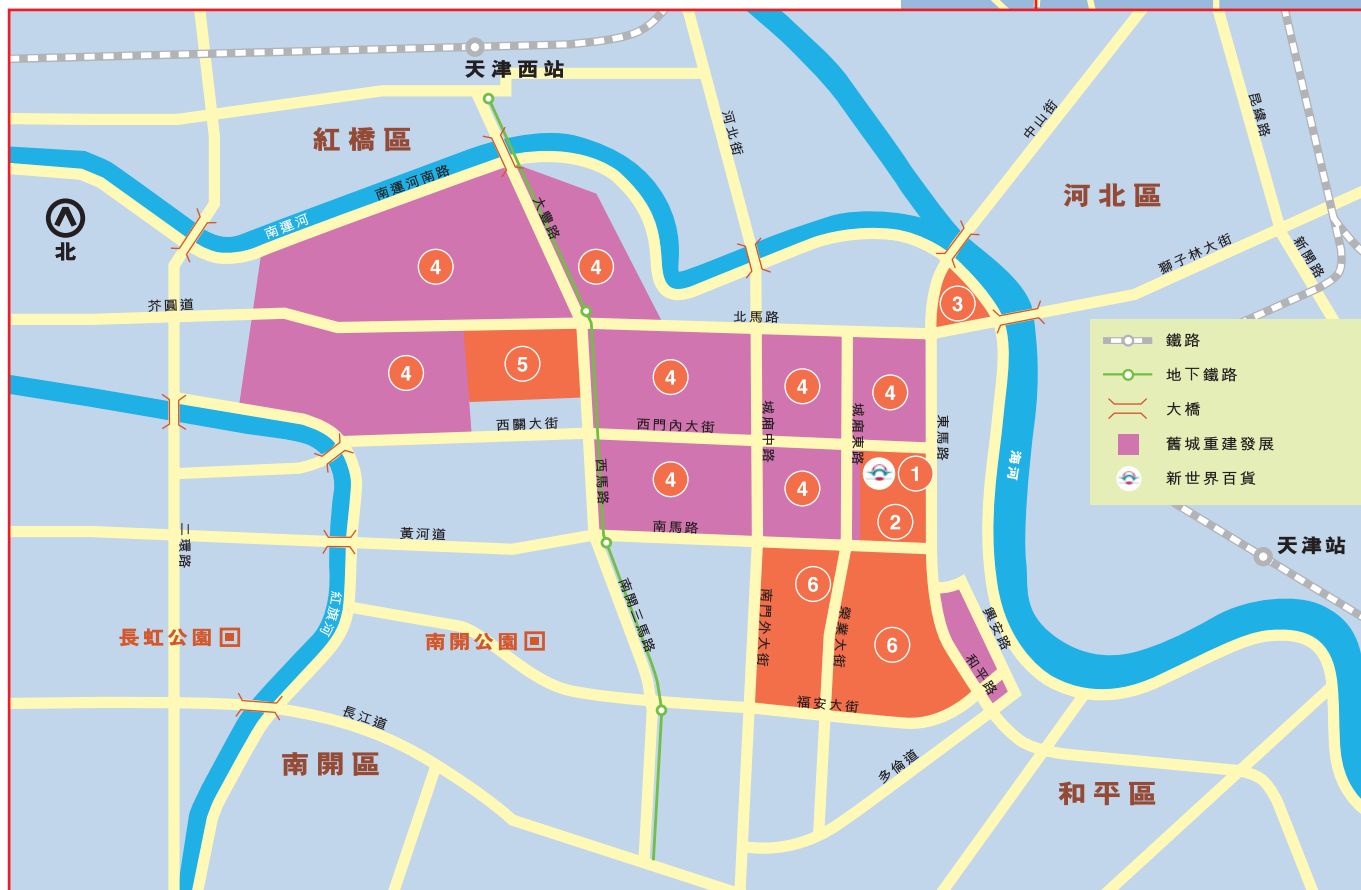 天津西站
紅橋區
河北街
中山街
昆緯路
河北區
南運河南路
南運河
大豐路
北
獅子林大街
新開路
4
4
3
芥圓道
北馬路
鐵路
地下鐵路
大橋
舊城重建發展
新世界百貨
4
5
4
4
4
西關大街
西門內大街
城廂中路
城廂東路
東馬路
海河
西馬路
4
4
1
2
二環路
黃河道
南馬路
天津站
紅旗河
長虹公園
南開公園
南開三馬路
南門外大街
榮業大街
6
6
興安路
和平路
福安大街
長江道
南開區
多倫道
和平區